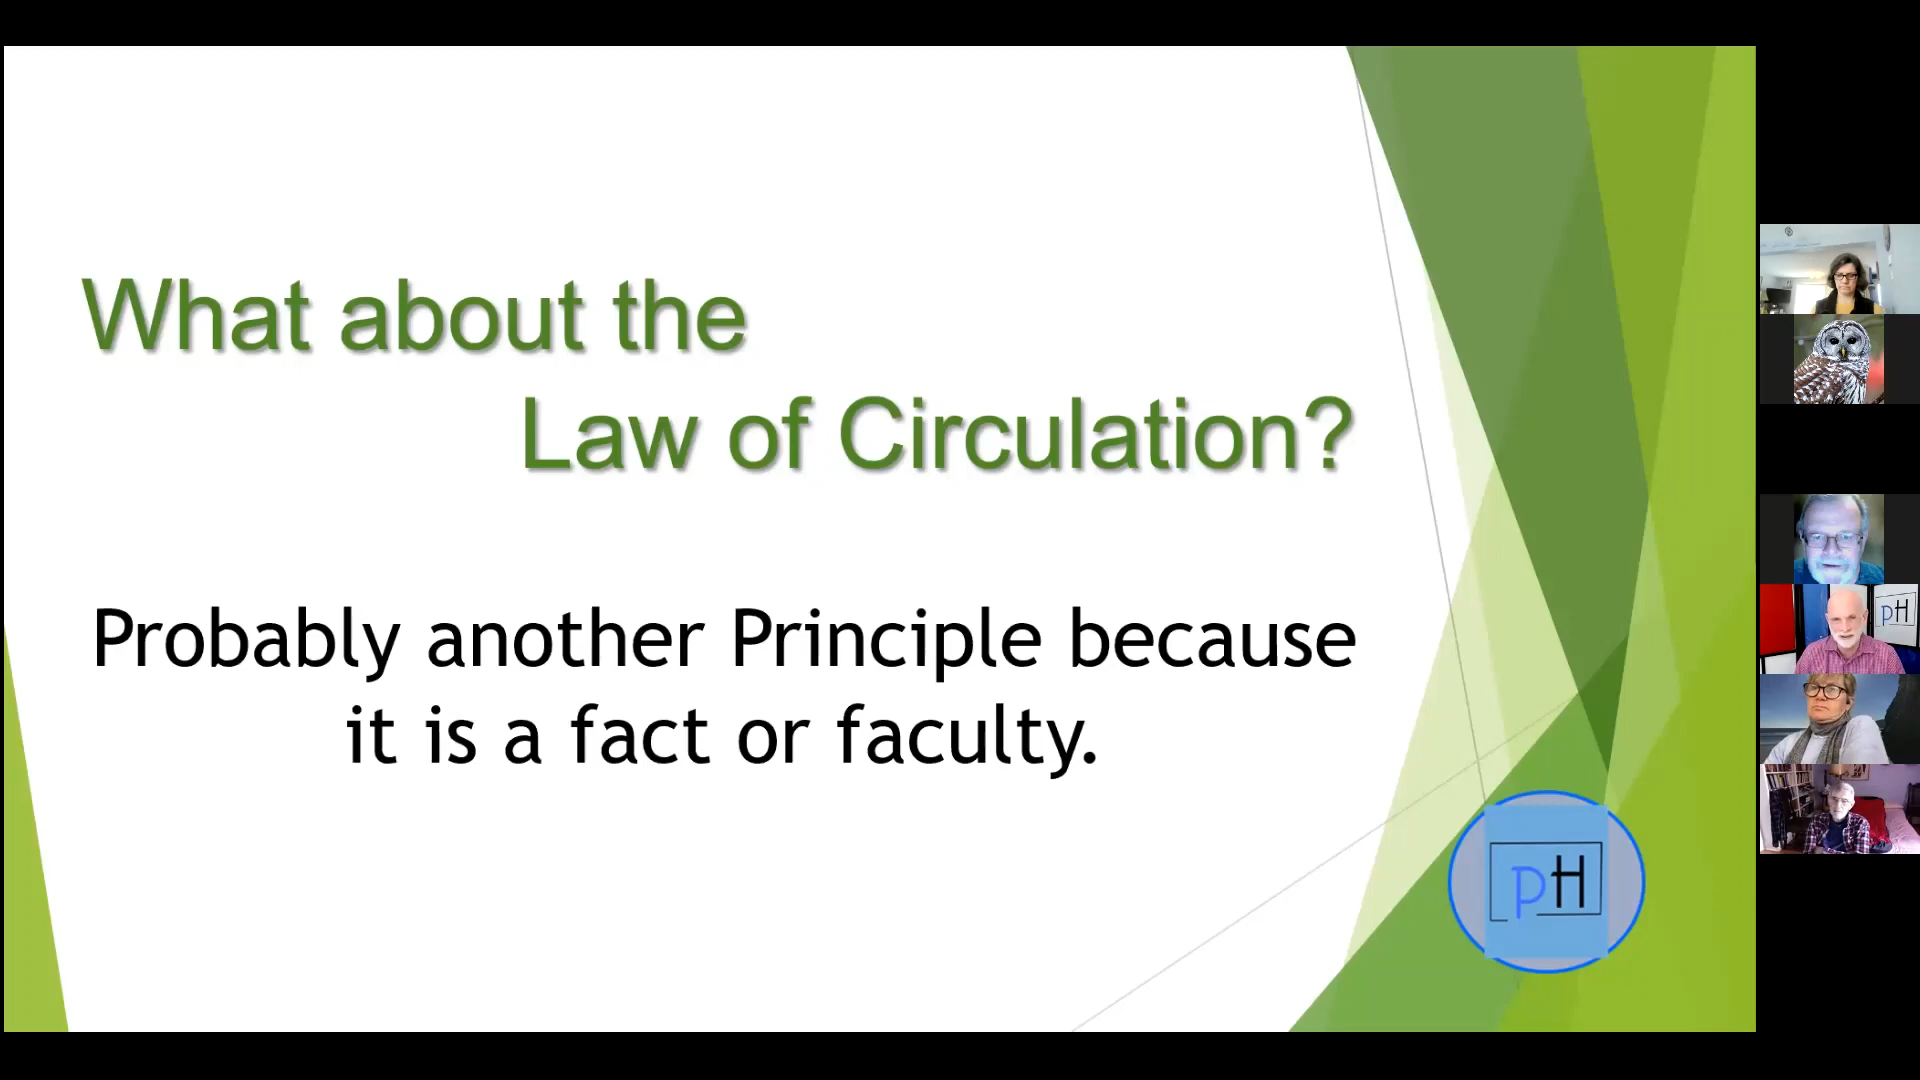 What about the
Law of Circulation?
Probably another Principle because
it is a fact or faculty.
pH
pH